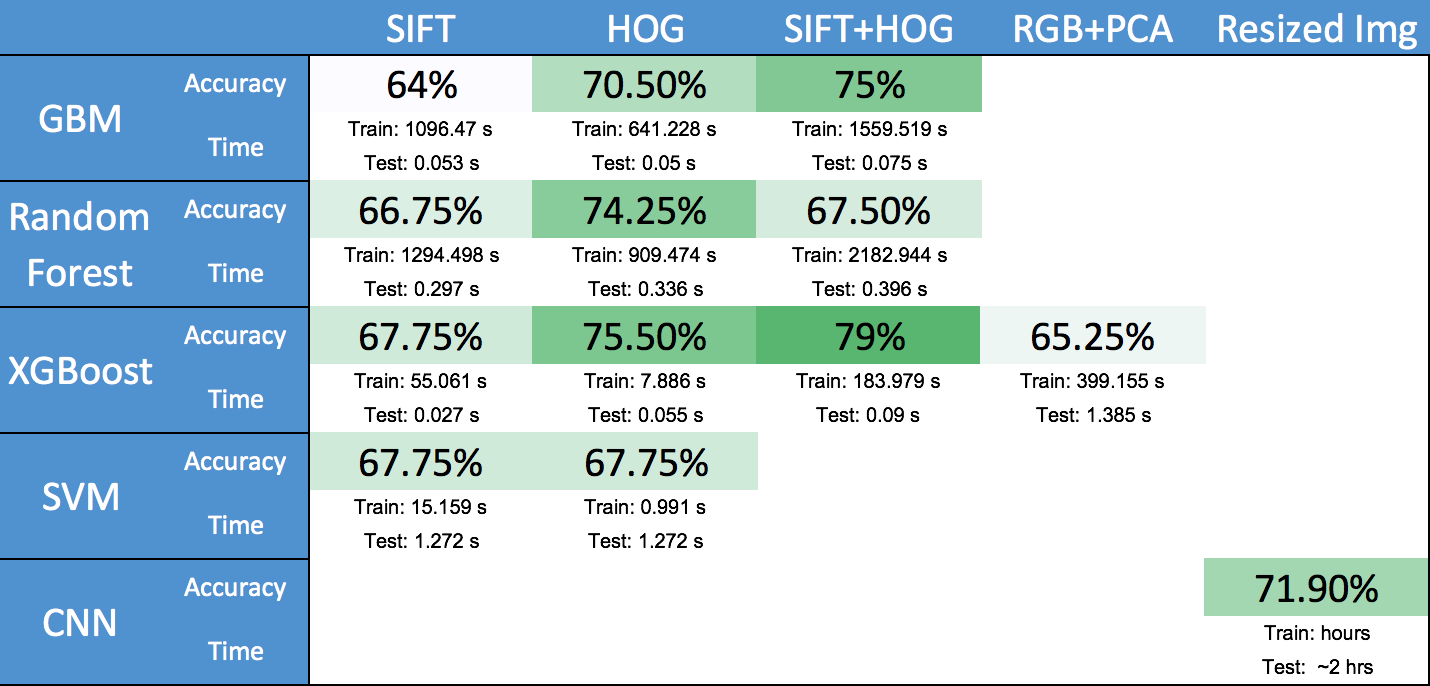 SIFT HOG SIFT+HOG RGB+PCA Resized Img
GBM
Accuracy 64% 70.50% 75%
Time
Train: 1096.47 s Train: 641.228 s Train: 1559.519 s
Test: 0.053 s Test: 0.05 s Test: 0.075 s
Random
Forest
Accuracy 66.75% 74.25% 67.50%
Time
Train: 1294.498 s Train: 909.474 s Train: 2182.944 s
Test: 0.297 s Test: 0.336 s Test: 0.396 s
XGBoost
Accuracy 67.75% 75.50% 79% 65.25%
Time
Train: 55.061 s Train: 7.886 s Train: 183.979 s Train: 399.155 s
Test: 0.027 s Test: 0.055 s Test: 0.09 s Test: 1.385 s
SVM
Accuracy 67.75% 67.75%
Time
Train: 15.159 s Train: 0.991 s
Test: 1.272 s Test: 1.272 s
CNN
Accuracy 71.90%
Time
Train: hours
Test: ~2 hrs